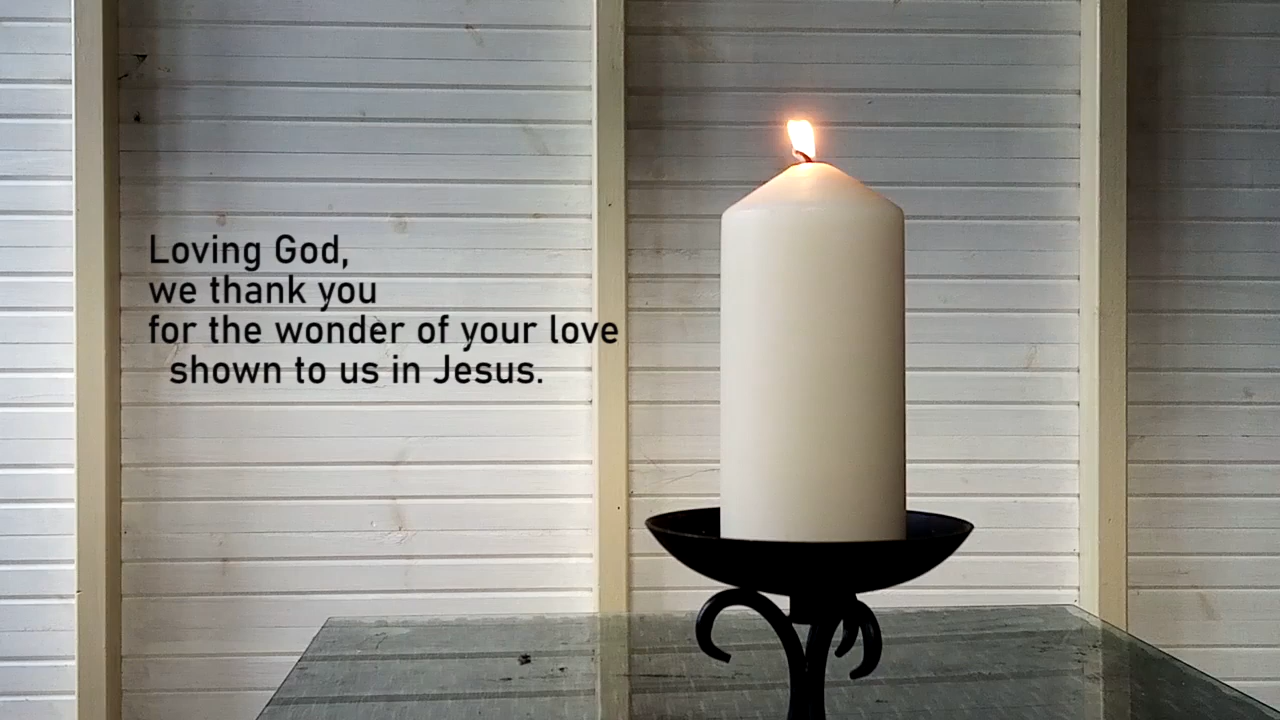 Loving God,
we thank you
for the wonder of your love
shown to us in Jesus.